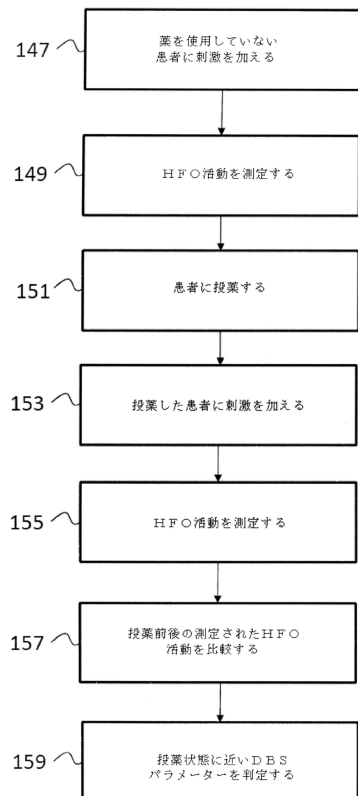 147
薬を使用していない
患者に刺激を加える
149
HFO活動を測定する
151
患者に投薬する
153
投薬した患者に刺激を加える
155
HFO活動を測定する
157
投薬前後の測定されたHFO
活動を比較する
159
投薬状態に近いDBS
パラメーターを判定する